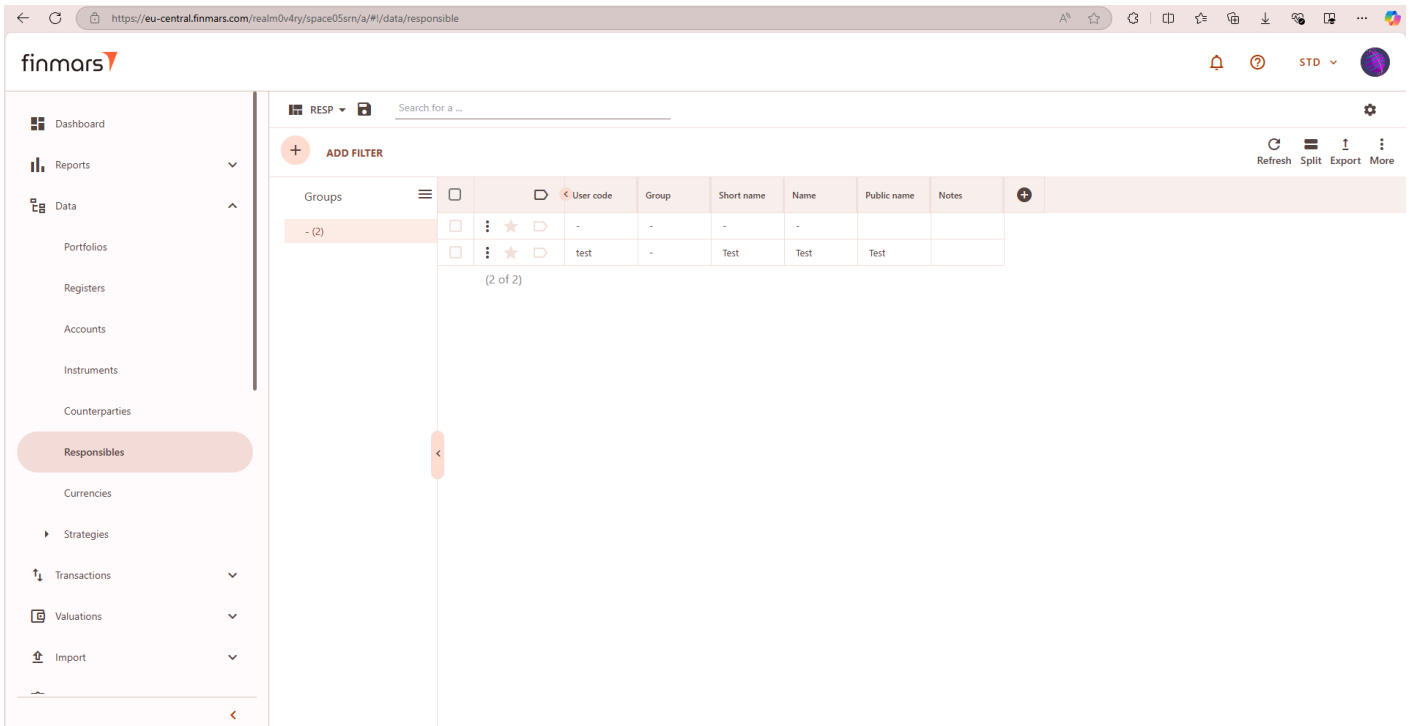 https://eu-central.finmars.com/realm0v4ry/space05srn/a/#!/data/responsible
finmars
STD
Dashboard
Reports
Data
Portfolios
Registers
Accounts
Instruments
Counterparties
Responsibles
Currencies
Strategies
Transactions
Valuations
Import
RESP
Search for a ...
ADD FILTER
Refresh Split Export More
Groups
- (2)
User code Group Short name Name Public name Notes
- - - -
test - Test Test Test
(2 of 2)